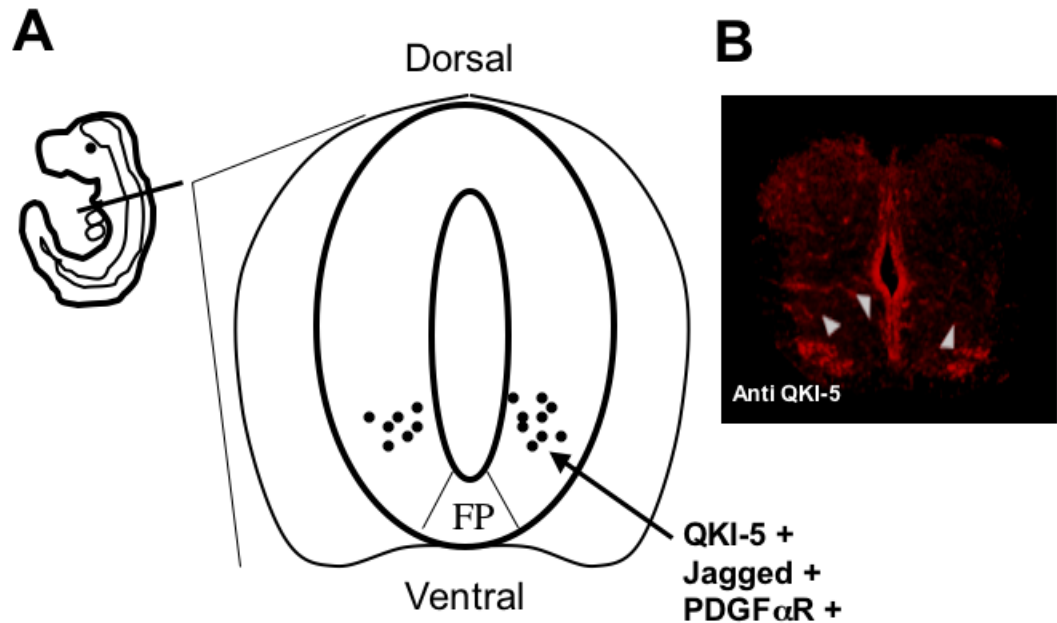 A
Dorsal
FP
Ventral
QKI-5 +
Jagged +
PDGFαR +
B
Anti QKI-5